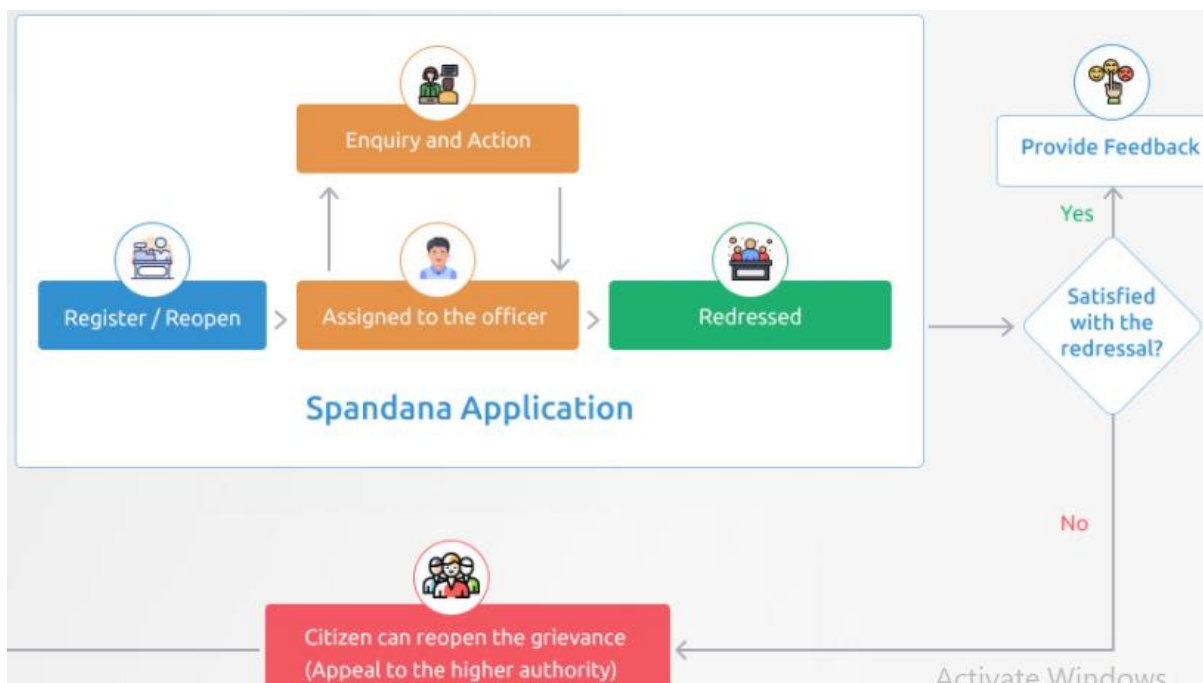 Enquiry and Action
Provide Feedback
Yes
Register / Reopen
Assigned to the officer
Redressed
Satisfied
with the
redressal?
Spandana Application
No
Citizen can reopen the grievance
(Appeal to the higher authority)
Activate Windows